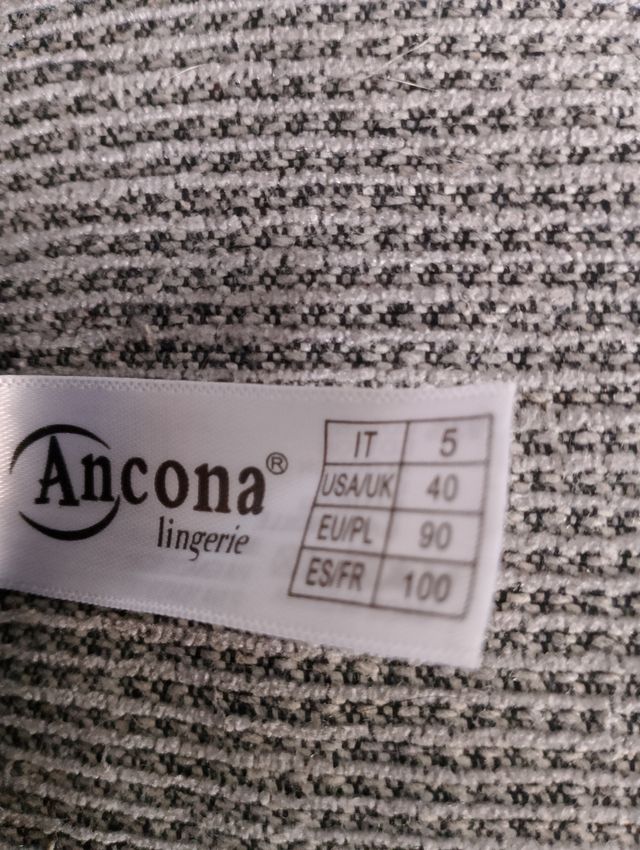 Ancona®
lingerie
IT 5
USA/UK 40
EU/PL 90
ES/FR 100